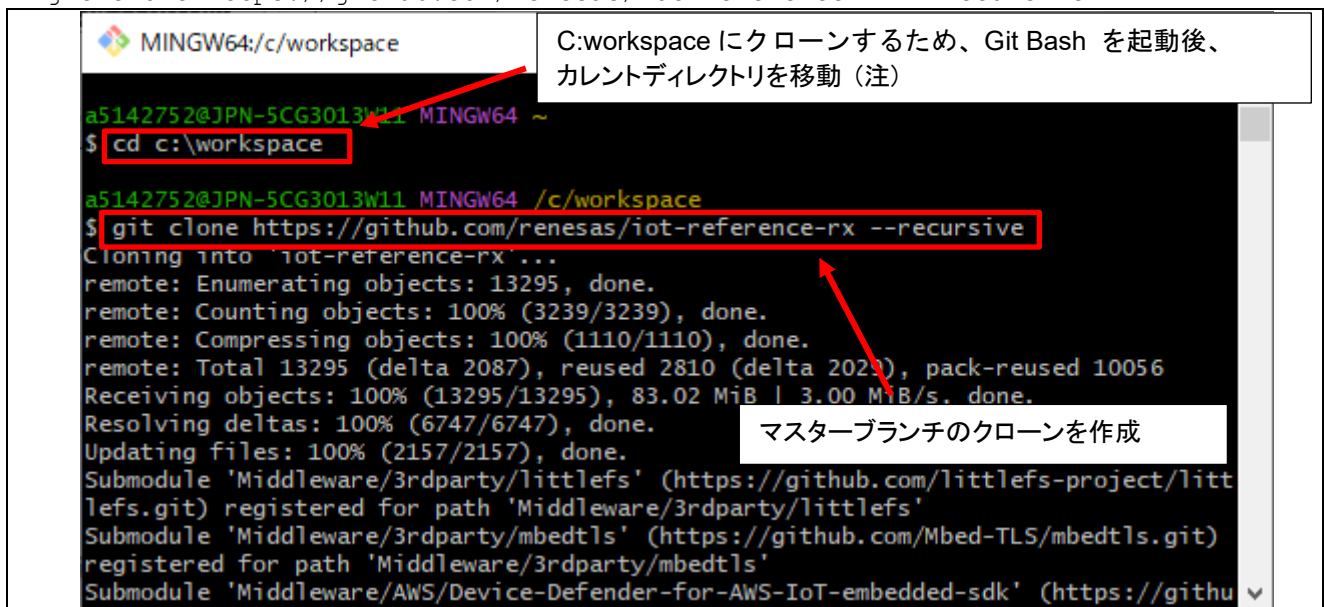 MINGW64:/c/workspace
C:workspace にクローンするため、Git Bash を起動後、
カレントディレクトリを移動（注）
a5142752@JPN-5CG3013W11 MINGW64 ~
$ cd c:\workspace
a5142752@JPN-5CG3013W11 MINGW64 /c/workspace
$ git clone https://github.com/renesas/iot-reference-rx --recursive
Cloning into 'iot-reference-rx'...
remote: Enumerating objects: 13295, done.
remote: Counting objects: 100% (3239/3239), done.
remote: Compressing objects: 100% (1110/1110), done.
remote: Total 13295 (delta 2087), reused 2810 (delta 2029), pack-reused 10056
Receiving objects: 100% (13295/13295), 83.02 MiB | 3.00 MiB/s, done.
Resolving deltas: 100% (6747/6747), done.
マスターブランチのクローンを作成
Updating files: 100% (2157/2157), done.
Submodule 'Middleware/3rdparty/littlefs' (https://github.com/littlefs-project/litt
lefs.git) registered for path 'Middleware/3rdparty/littlefs'
Submodule 'Middleware/3rdparty/mbedtls' (https://github.com/Mbed-TLS/mbedtls.git)
registered for path 'Middleware/3rdparty/mbedtls'
Submodule 'Middleware/AWS/Device-Defender-for-AWS-IoT-embedded-sdk' (https://githu